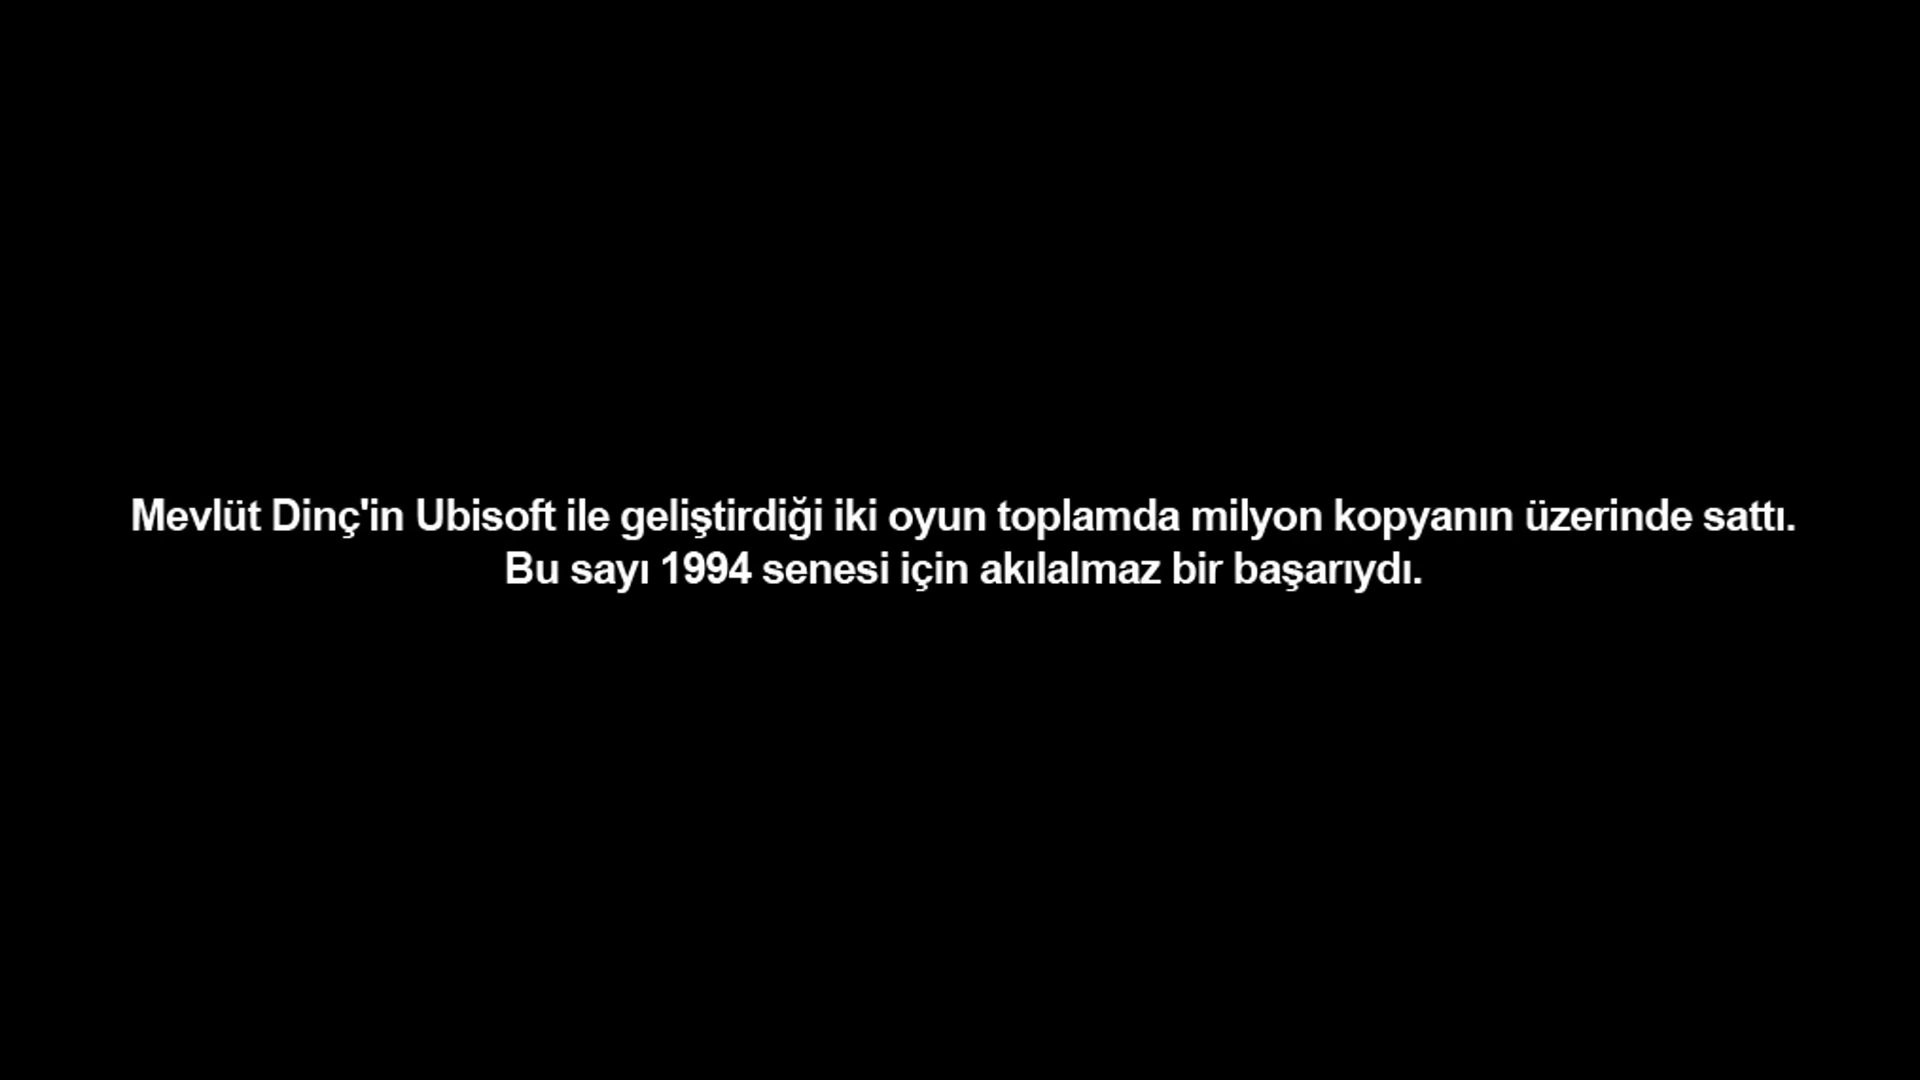 Mevlüt Dinç'in Ubisoft ile geliştirdiği iki oyun toplamda milyon kopyanın üzerinde sattı.
Bu sayı 1994 senesi için akılalmaz bir başarıydı.